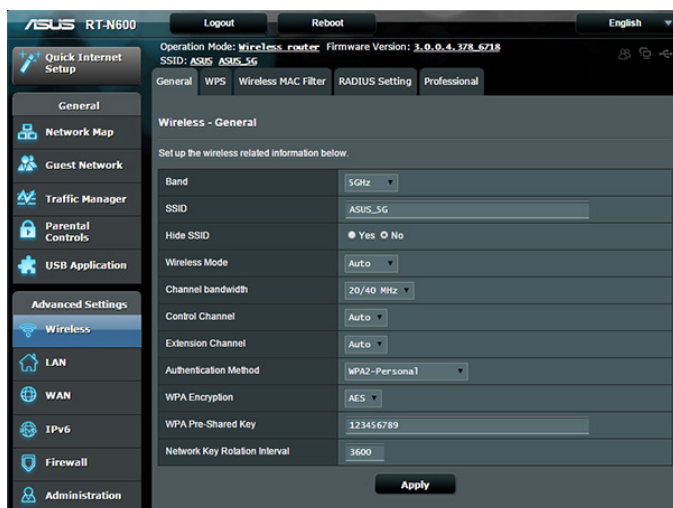 ASUS RT-N600 Logout Reboot English
Quick Internet Setup
Operation Mode: Wireless router Firmware Version: 3.0.0.4.378_6718
SSID: ASUS ASUS_5G
General WPS Wireless MAC Filter RADIUS Setting Professional
General
Network Map
Guest Network
Traffic Manager
Parental Controls
USB Application
Advanced Settings
Wireless
LAN
WAN
IPv6
Firewall
Administration
Wireless - General
Set up the wireless related information below.
Band 5GHz
SSID ASUS_5G
Hide SSID Yes No
Wireless Mode Auto
Channel bandwidth 20/40 MHz
Control Channel Auto
Extension Channel Auto
Authentication Method WPA2-Personal
WPA Encryption AES
WPA Pre-Shared Key 123456789
Network Key Rotation Interval 3600
Apply